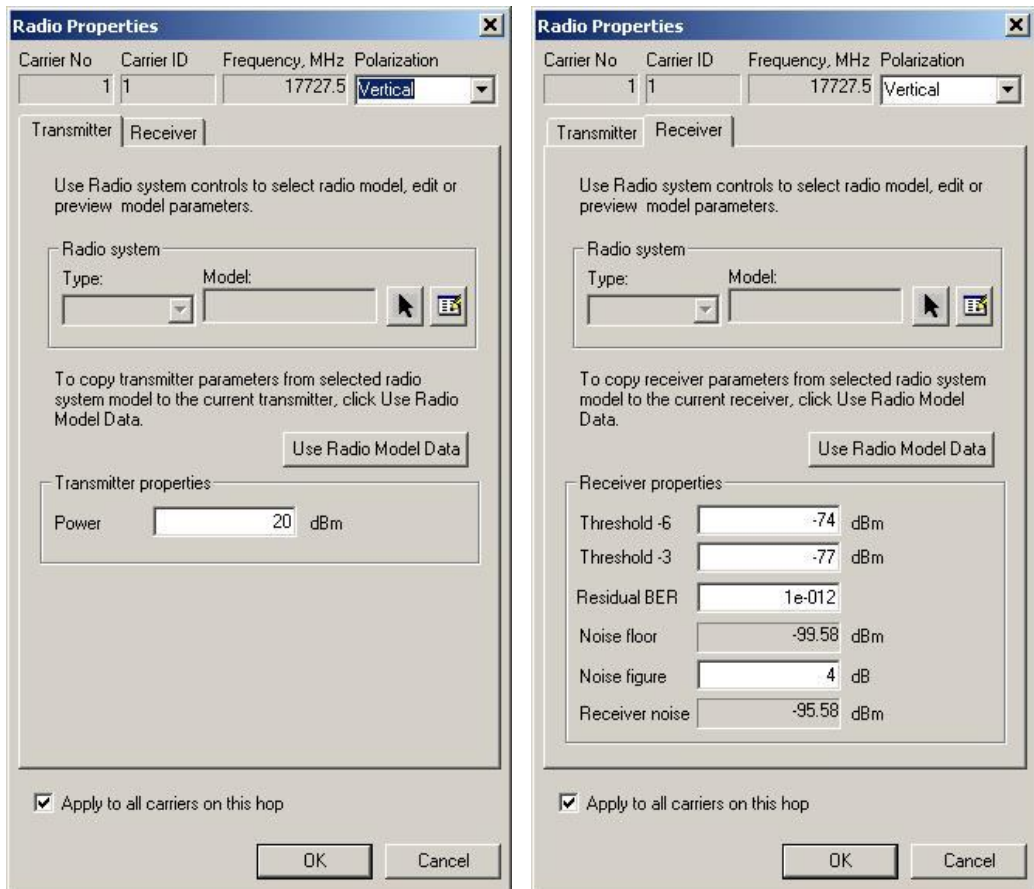 Radio Properties
Carrier No Carrier ID Frequency, MHz Polarization
1 1 17727.5 Vertical
Transmitter Receiver
Use Radio system controls to select radio model, edit or
preview model parameters.
Radio system
Type: Model:
To copy transmitter parameters from selected radio
system model to the current transmitter, click Use Radio
Model Data.
Use Radio Model Data
Transmitter properties
Power 20 dBm
Apply to all carriers on this hop
OK Cancel
Radio Properties
Carrier No Carrier ID Frequency, MHz Polarization
1 1 17727.5 Vertical
Transmitter Receiver
Use Radio system controls to select radio model, edit or
preview model parameters.
Radio system
Type: Model:
To copy receiver parameters from selected radio system
model to the current receiver, click Use Radio Model
Data.
Use Radio Model Data
Receiver properties
Threshold -6 -74 dBm
Threshold -3 -77 dBm
Residual BER 1e-012
Noise floor -99.58 dBm
Noise figure 4 dB
Receiver noise -95.58 dBm
Apply to all carriers on this hop
OK Cancel